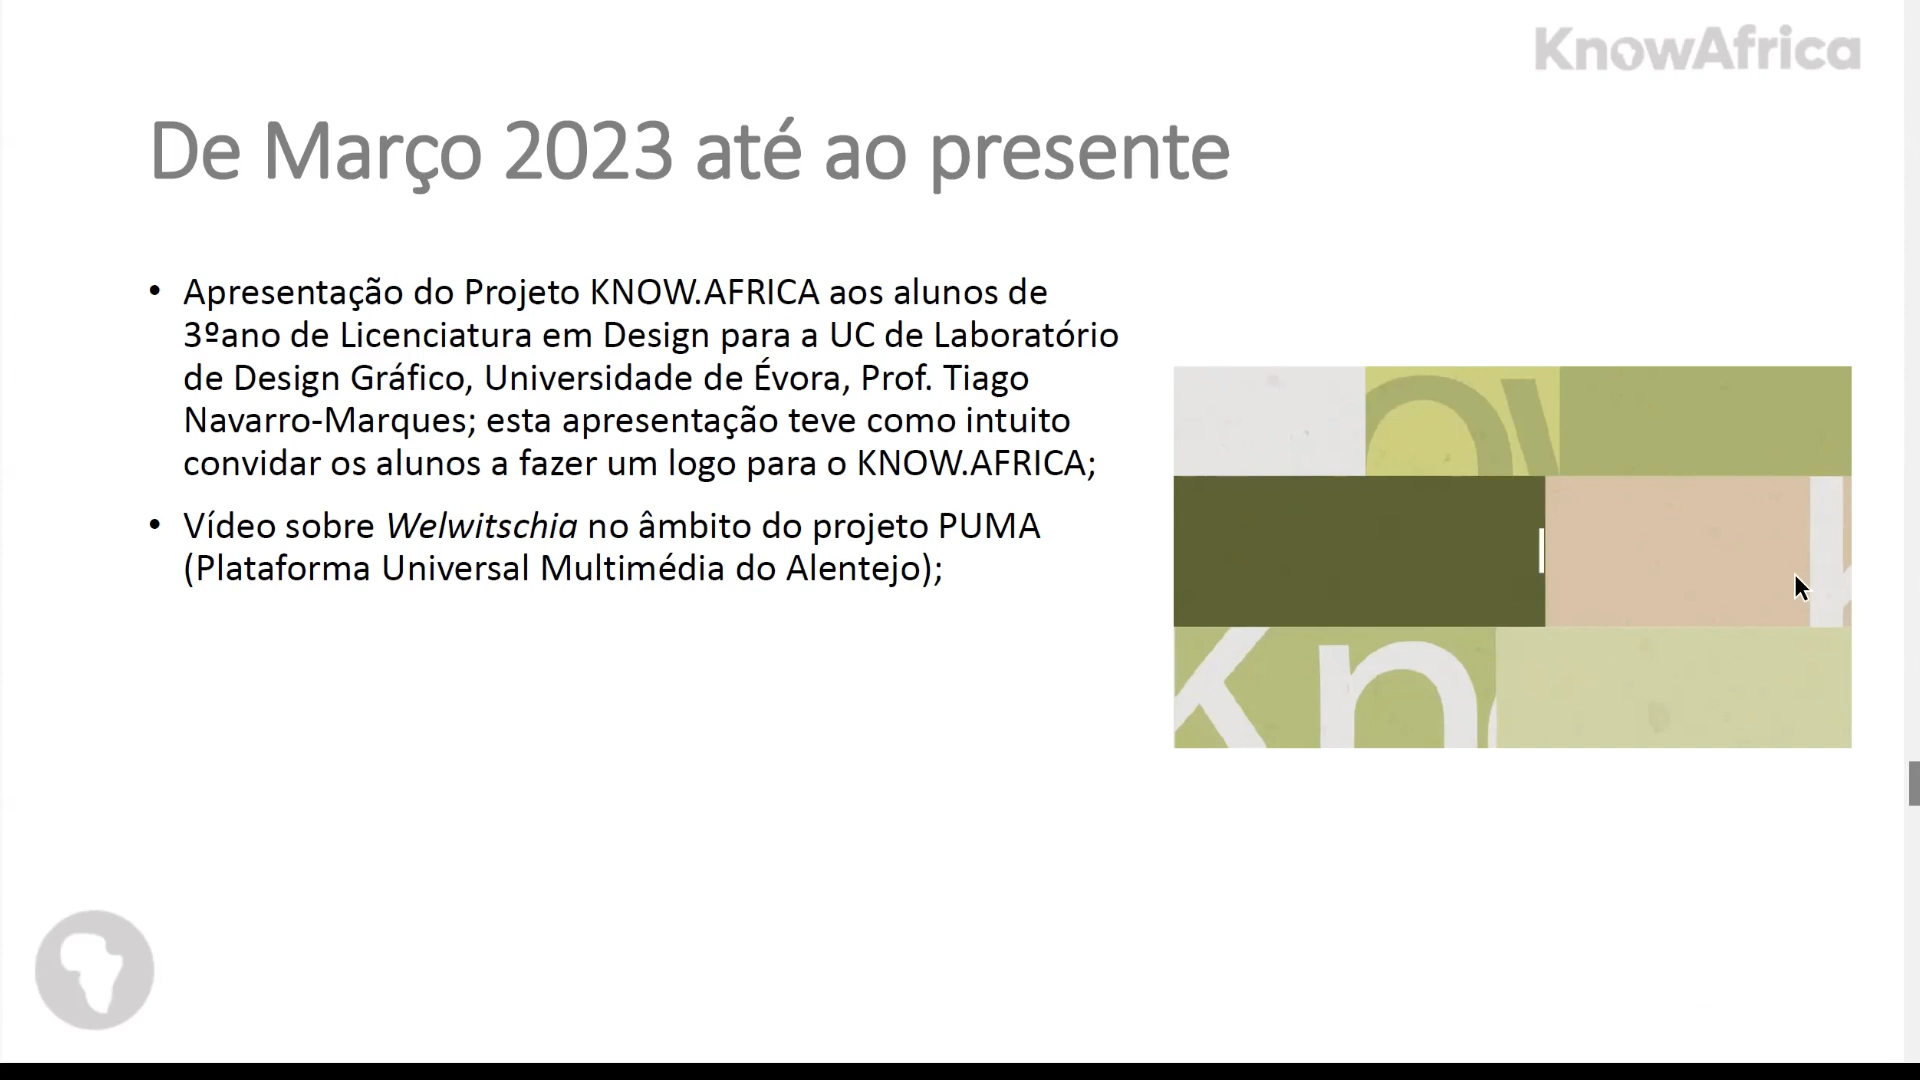 KnowAfrica
De Março 2023 até ao presente
• Apresentação do Projeto KNOW.AFRICA aos alunos de
3ºano de Licenciatura em Design para a UC de Laboratório
de Design Gráfico, Universidade de Évora, Prof. Tiago
Navarro-Marques; esta apresentação teve como intuito
convidar os alunos a fazer um logo para o KNOW.AFRICA;
• Vídeo sobre Welwitschia no âmbito do projeto PUMA
(Plataforma Universal Multimédia do Alentejo);
Kn